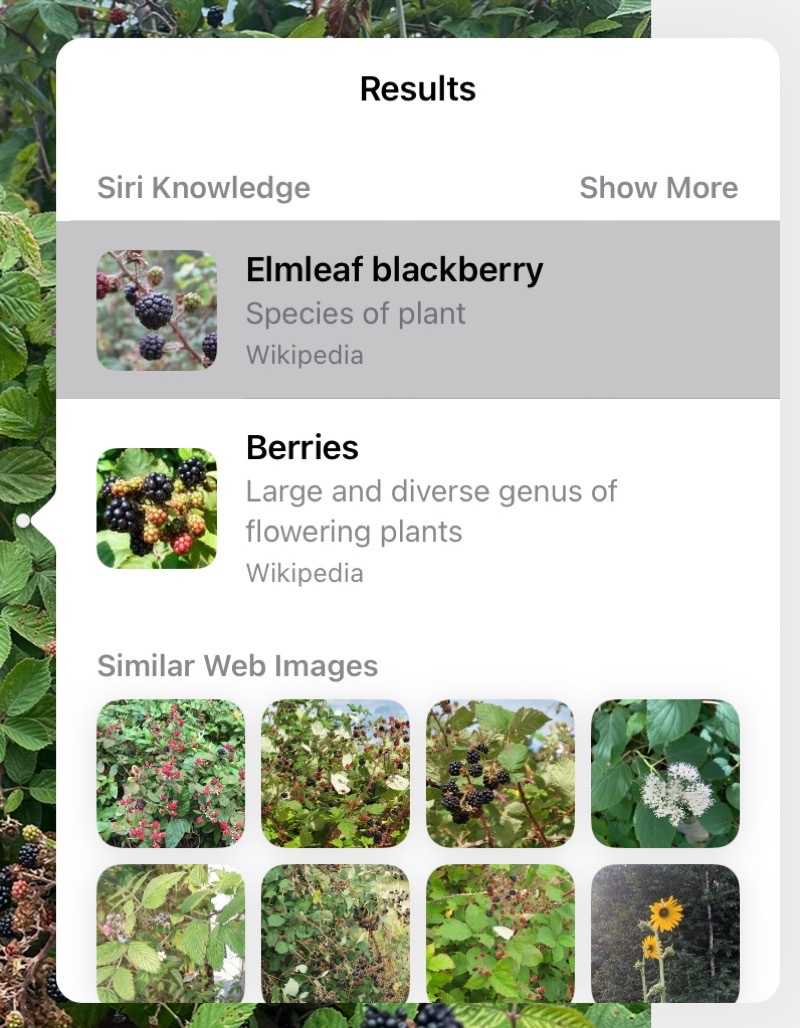 Results
Siri Knowledge
Show More
Elmleaf blackberry
Species of plant
Wikipedia
Berries
Large and diverse genus of
flowering plants
Wikipedia
Similar Web Images